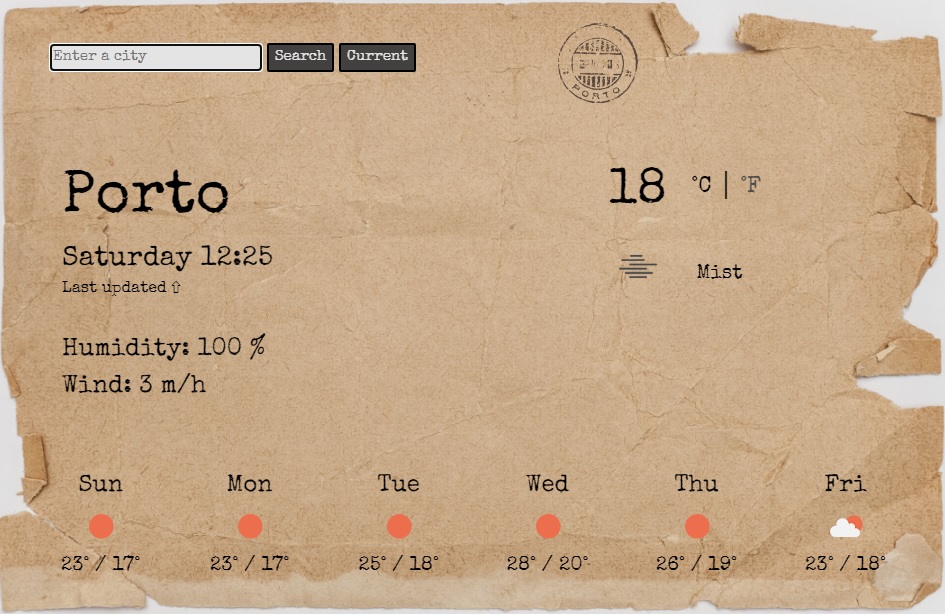 Enter a city
Search
Current
PORTO
Porto
18 °C | °F
Saturday 12:25
Mist
Last updated ⇧
Humidity: 100 %
Wind: 3 m/h
Sun Mon Tue Wed Thu Fri
23° / 17° 23° / 17° 25° / 18° 28° / 20° 26° / 19° 23° / 18°